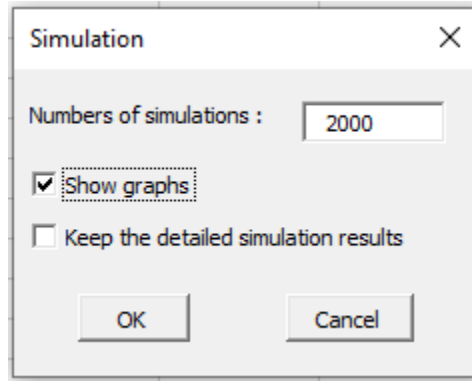 Simulation
Numbers of simulations : 2000
Show graphs
Keep the detailed simulation results
OK Cancel